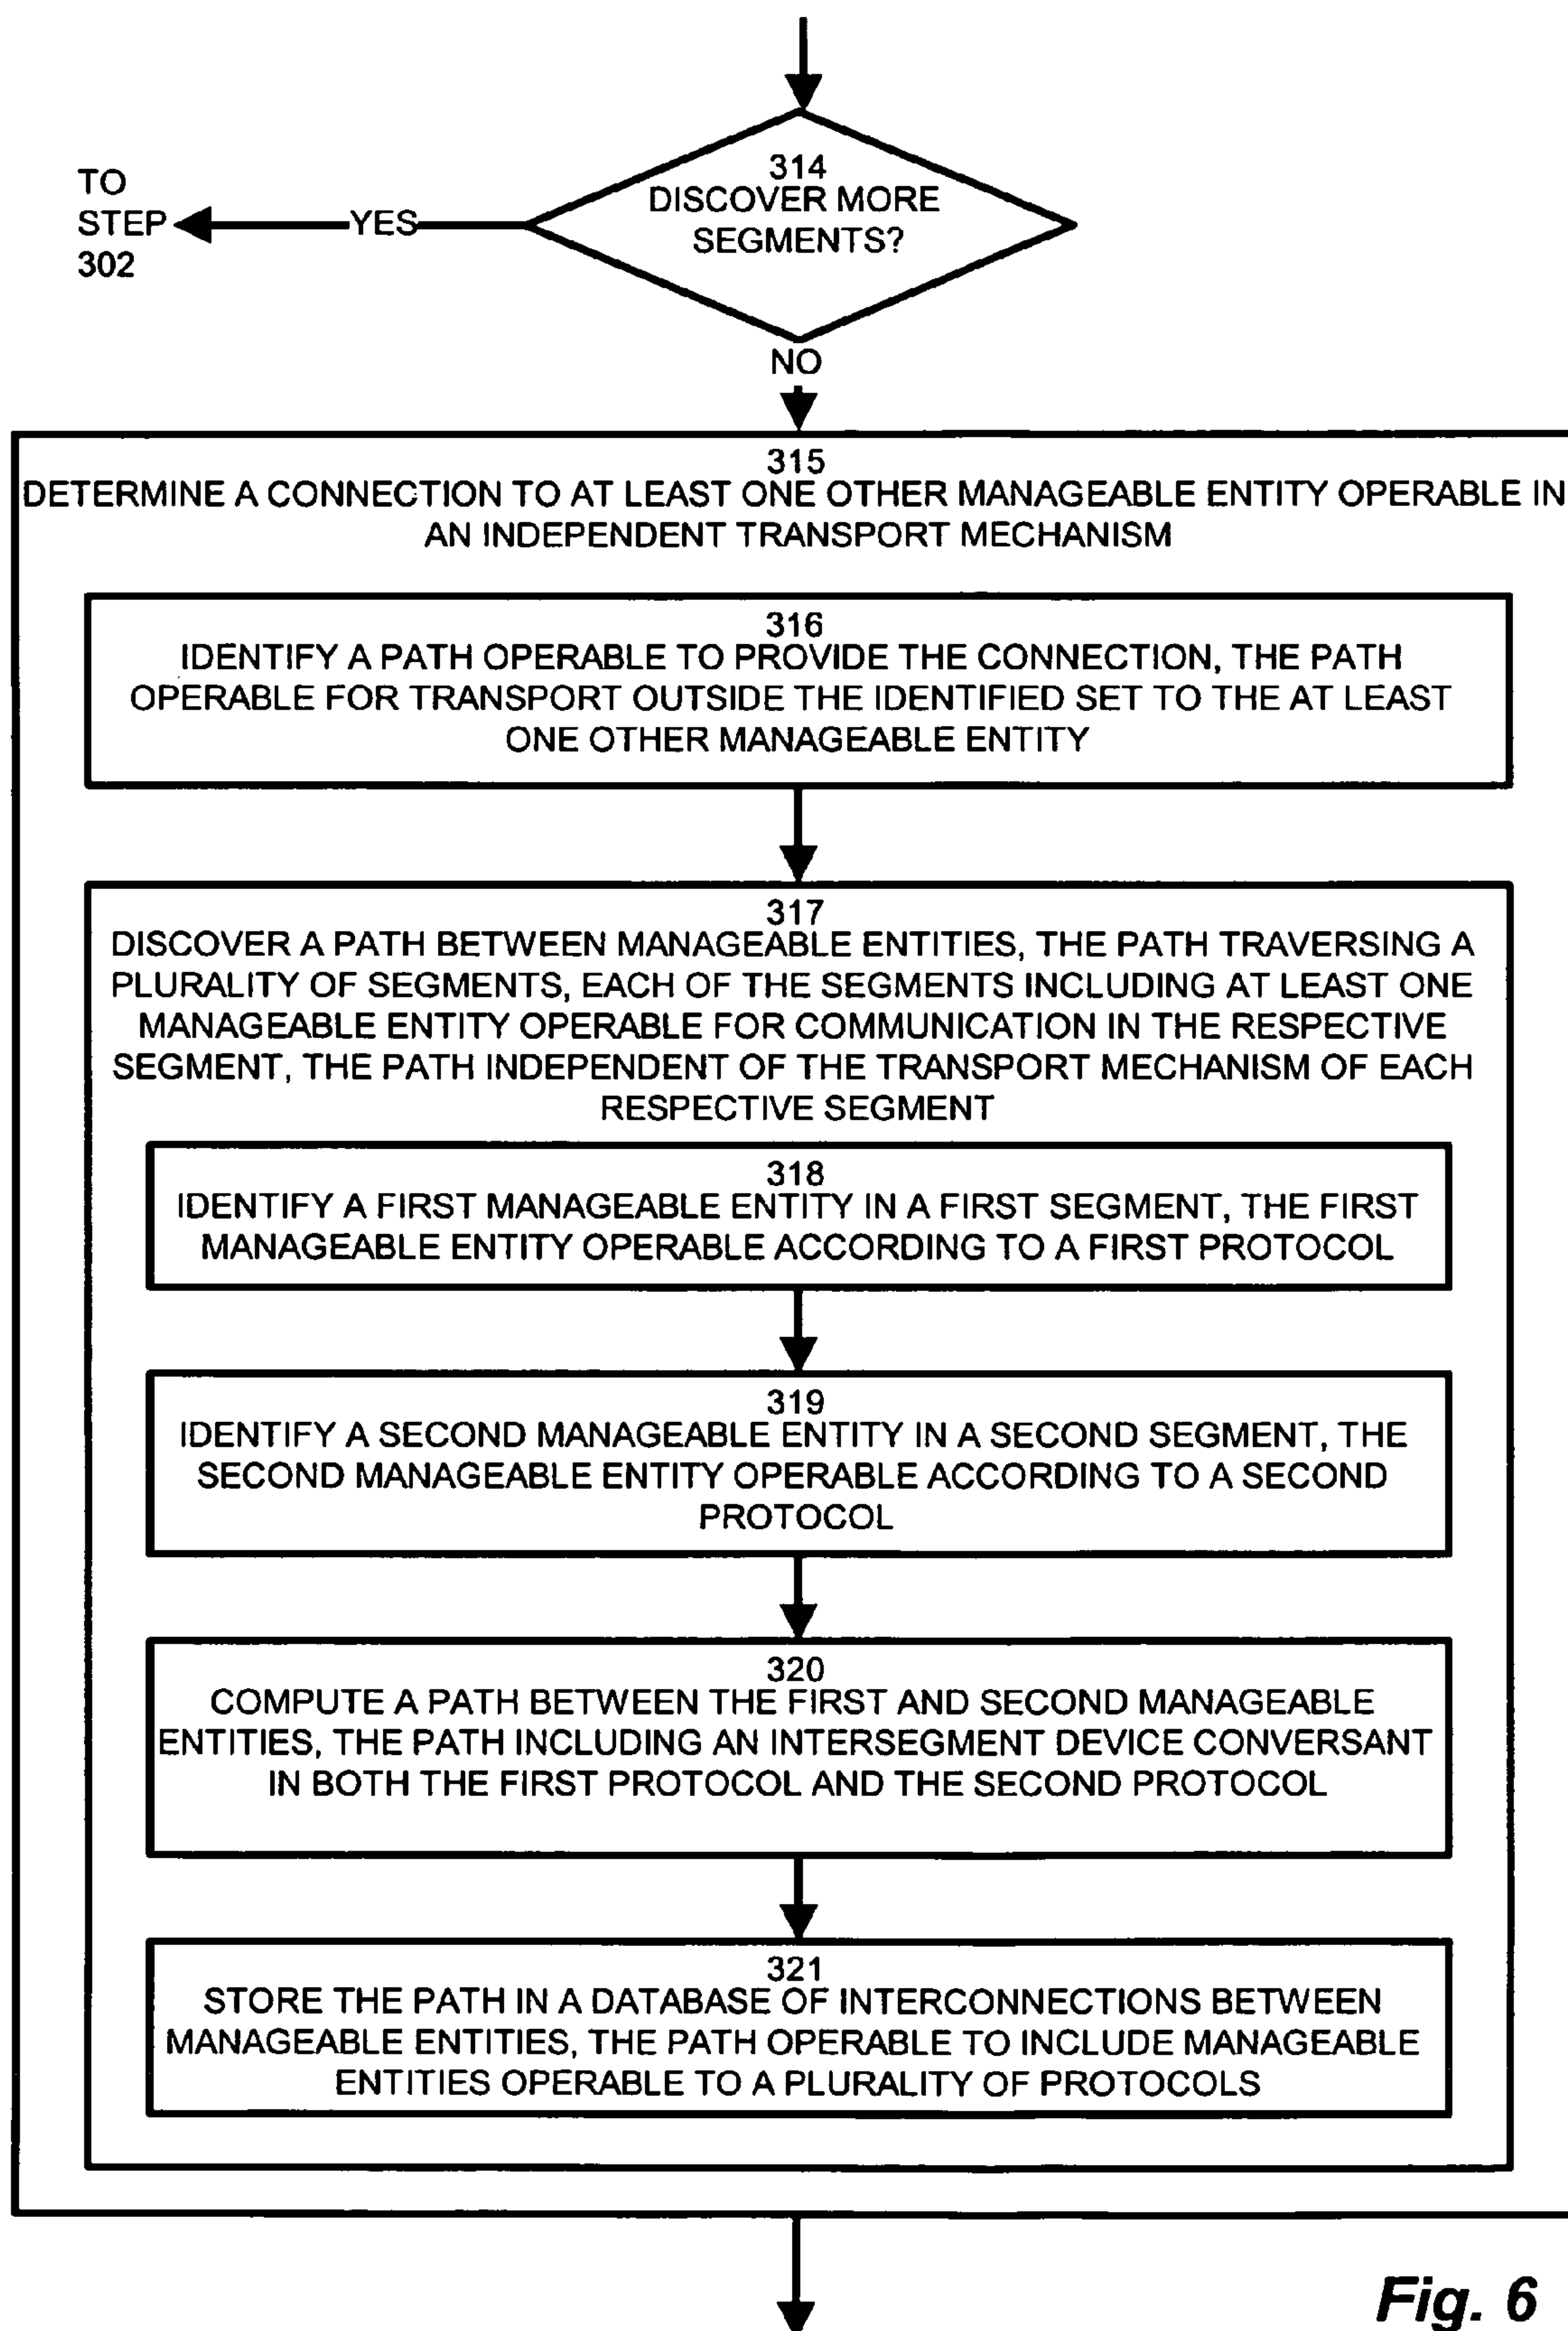 314
DISCOVER MORE
SEGMENTS?
TO
STEP
302
YES
NO
315
DETERMINE A CONNECTION TO AT LEAST ONE OTHER MANAGEABLE ENTITY OPERABLE IN
AN INDEPENDENT TRANSPORT MECHANISM
316
IDENTIFY A PATH OPERABLE TO PROVIDE THE CONNECTION, THE PATH
OPERABLE FOR TRANSPORT OUTSIDE THE IDENTIFIED SET TO THE AT LEAST
ONE OTHER MANAGEABLE ENTITY
317
DISCOVER A PATH BETWEEN MANAGEABLE ENTITIES, THE PATH TRAVERSING A
PLURALITY OF SEGMENTS, EACH OF THE SEGMENTS INCLUDING AT LEAST ONE
MANAGEABLE ENTITY OPERABLE FOR COMMUNICATION IN THE RESPECTIVE
SEGMENT, THE PATH INDEPENDENT OF THE TRANSPORT MECHANISM OF EACH
RESPECTIVE SEGMENT
318
IDENTIFY A FIRST MANAGEABLE ENTITY IN A FIRST SEGMENT, THE FIRST
MANAGEABLE ENTITY OPERABLE ACCORDING TO A FIRST PROTOCOL
319
IDENTIFY A SECOND MANAGEABLE ENTITY IN A SECOND SEGMENT, THE
SECOND MANAGEABLE ENTITY OPERABLE ACCORDING TO A SECOND
PROTOCOL
320
COMPUTE A PATH BETWEEN THE FIRST AND SECOND MANAGEABLE
ENTITIES, THE PATH INCLUDING AN INTERSEGMENT DEVICE CONVERSANT
IN BOTH THE FIRST PROTOCOL AND THE SECOND PROTOCOL
321
STORE THE PATH IN A DATABASE OF INTERCONNECTIONS BETWEEN
MANAGEABLE ENTITIES, THE PATH OPERABLE TO INCLUDE MANAGEABLE
ENTITIES OPERABLE TO A PLURALITY OF PROTOCOLS
Fig. 6